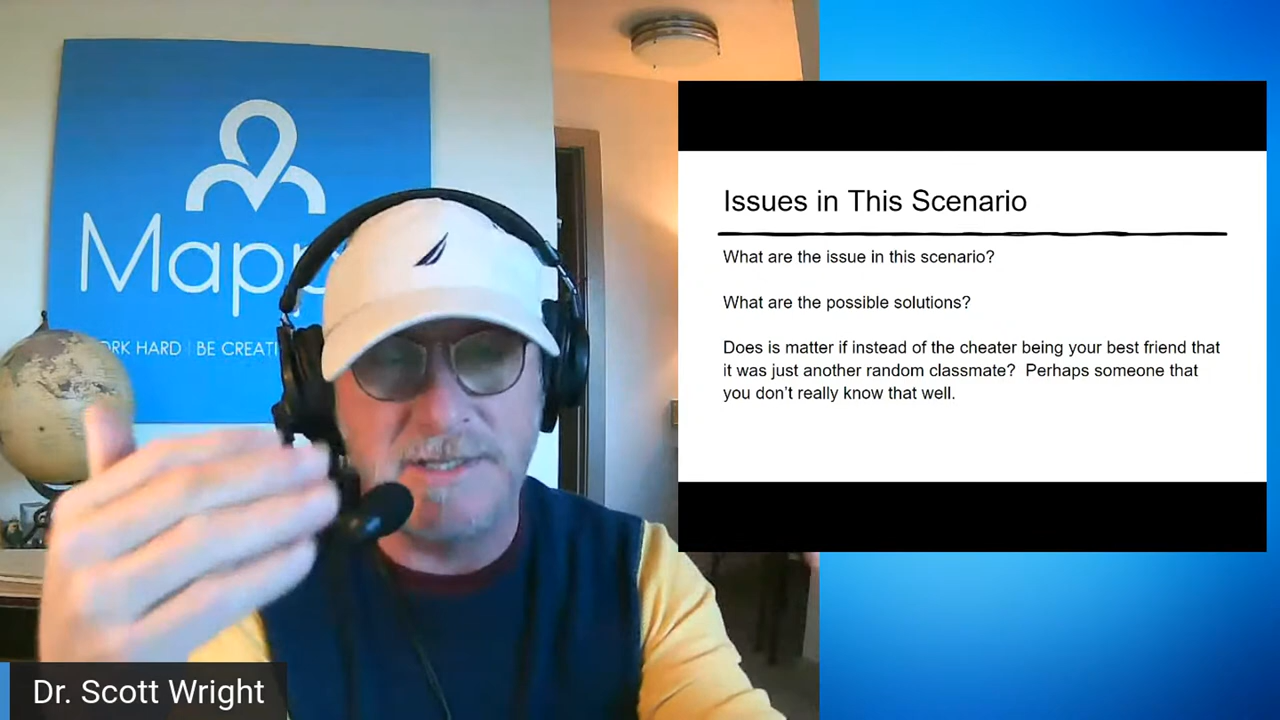 Mapp
ORK HARD | BE CREATI
Issues in This Scenario
What are the issue in this scenario?
What are the possible solutions?
Does is matter if instead of the cheater being your best friend that
it was just another random classmate?  Perhaps someone that
you don’t really know that well.
Dr. Scott Wright